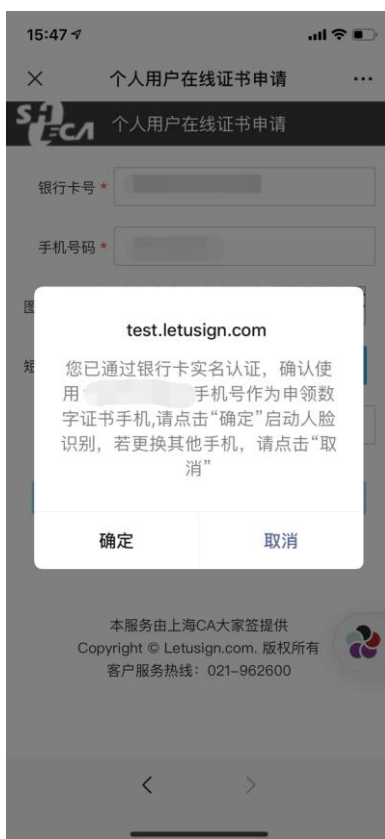 15:47
个人用户在线证书申请
SHECA 个人用户在线证书申请
银行卡号 *
手机号码 *
图
短
test.letusign.com
您已通过银行卡实名认证，确认使
用 手机号作为申领数
字证书手机,请点击“确定”启动人脸
识别，若更换其他手机，请点击“取
消”
确定 取消
本服务由上海CA大家签提供
Copyright © Letusign.com. 版权所有
客户服务热线：021-962600